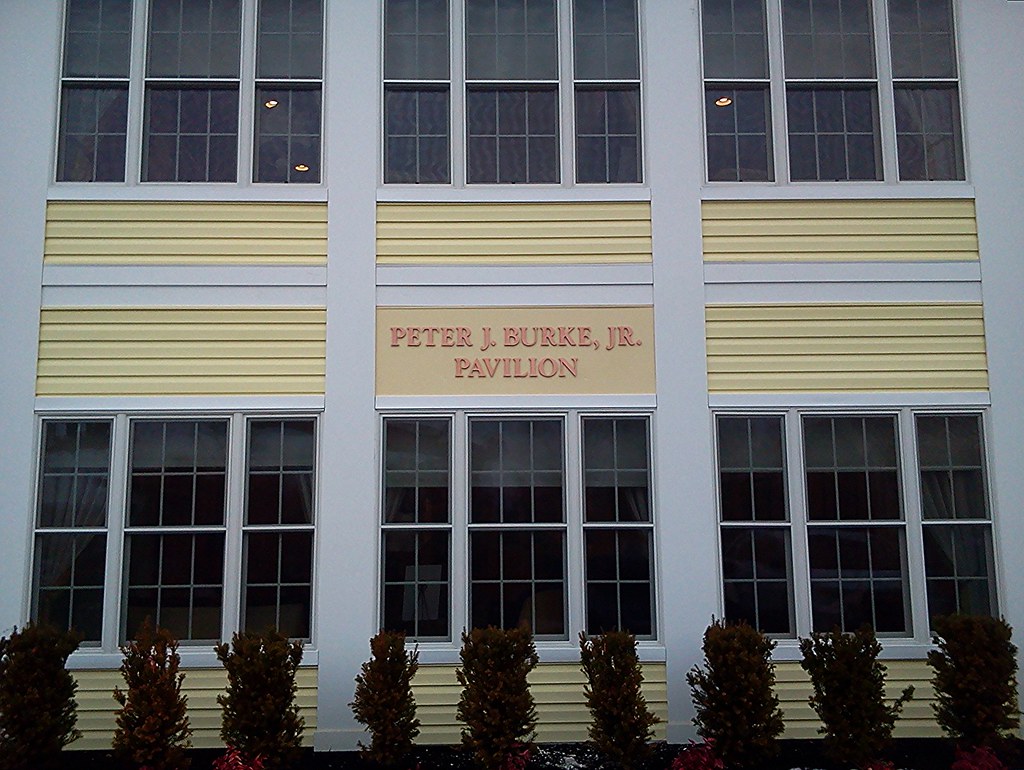 PETER J. BURKE, JR.
PAVILION